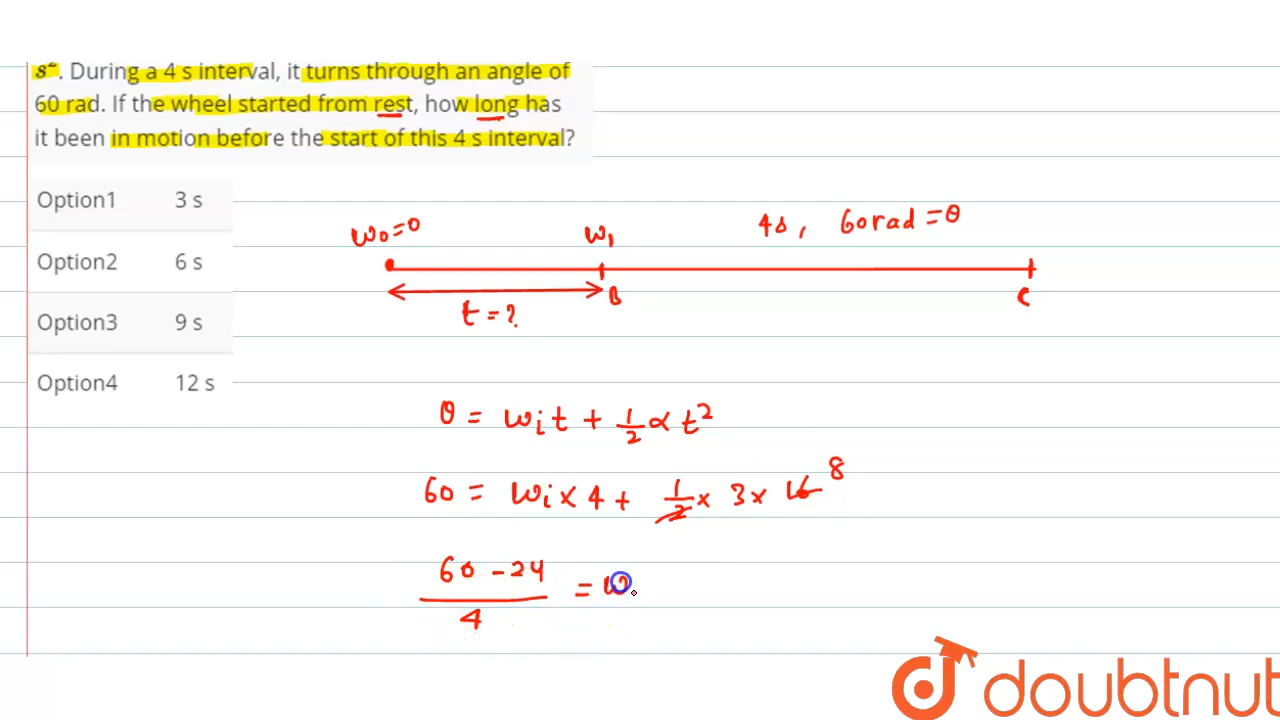 s². During a 4 s interval, it turns through an angle of
60 rad. If the wheel started from rest, how long has
it been in motion before the start of this 4 s interval?
Option1 3 s
Option2 6 s
Option3 9 s
Option4 12 s
ω₀=0
ω₁
4s, 60 rad = θ
B
C
t = ?
θ = ωᵢt + 1/2 αt²
60 = ωᵢ × 4 + 1/2 × 3 × 16 8
60 - 24 / 4 = ω
doubtnut